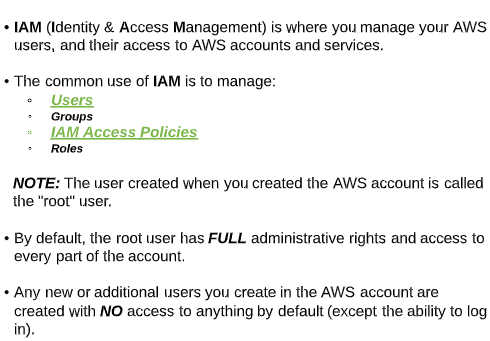 • IAM (Identity & Access Management) is where you manage your AWS
users, and their access to AWS accounts and services.
• The common use of IAM is to manage:
◦ Users
◦ Groups
◦ IAM Access Policies
◦ Roles
NOTE: The user created when you created the AWS account is called
the "root" user.
• By default, the root user has FULL administrative rights and access to
every part of the account.
• Any new or additional users you create in the AWS account are
created with NO access to anything by default (except the ability to log
in).